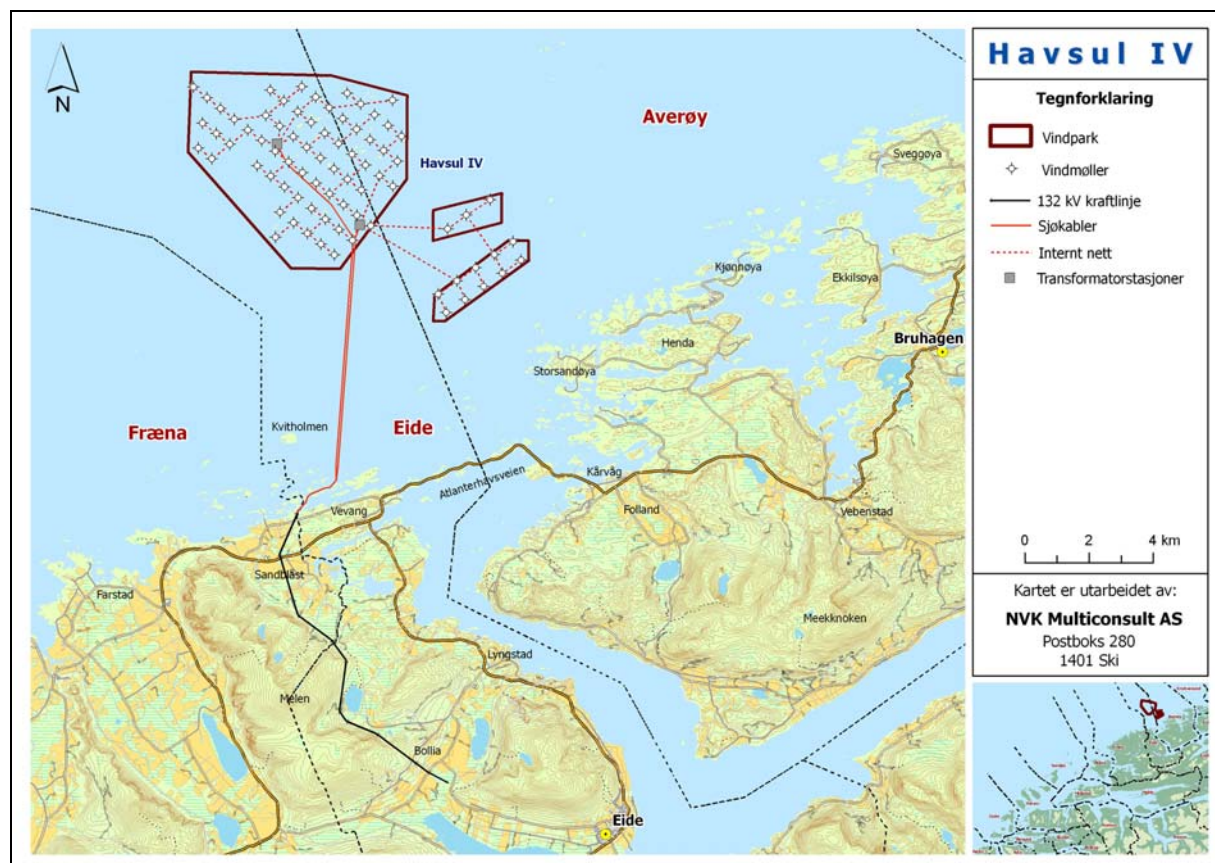 Havsul IV
Tegnforklaring
Vindpark
Vindmøller
132 kV kraftlinje
Sjøkabler
Internt nett
Transformatorstasjoner
0 2 4 km
Kartet er utarbeidet av:
NVK Multiconsult AS
Postboks 280
1401 Ski
N
Averøy
Sveggøya
Havsul IV
Kjønnøya
Ekkilsøya
Bruhagen
Henda
Storsandøya
Kvitholmen
Fræna
Eide
Kårvåg
Atlanterhavsveien
Vevang
Folland
Vebenstad
Sandblåst
Farstad
Meekknoken
Lyngstad
Melen
Bollia
Eide